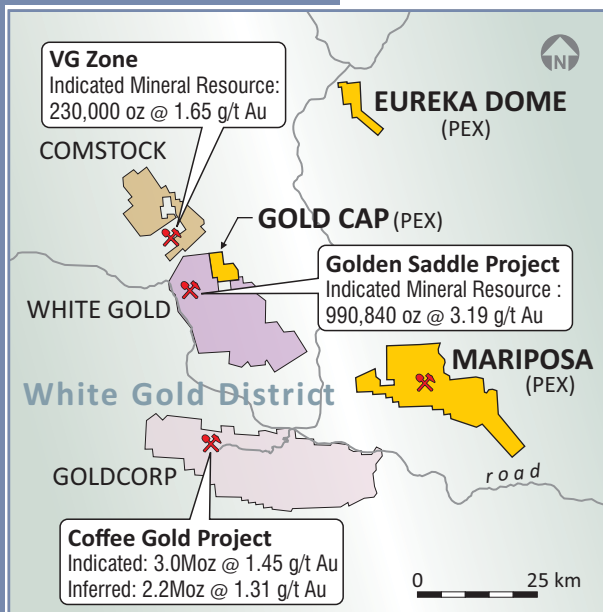 VG Zone
Indicated Mineral Resource:
230,000 oz @ 1.65 g/t Au
N
EUREKA DOME
(PEX)
COMSTOCK
GOLD CAP (PEX)
Golden Saddle Project
Indicated Mineral Resource :
990,840 oz @ 3.19 g/t Au
WHITE GOLD
MARIPOSA
(PEX)
White Gold District
GOLDCORP
road
Coffee Gold Project
Indicated: 3.0Moz @ 1.45 g/t Au
Inferred: 2.2Moz @ 1.31 g/t Au
0 25 km